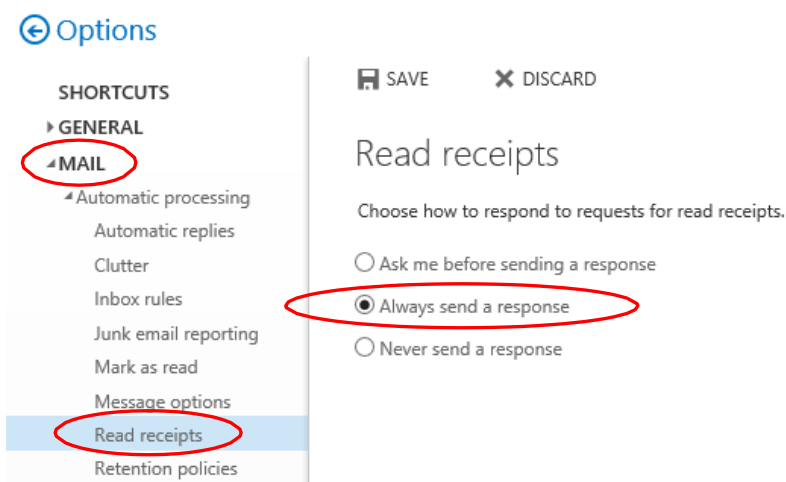 Options
SHORTCUTS
GENERAL
MAIL
Automatic processing
Automatic replies
Clutter
Inbox rules
Junk email reporting
Mark as read
Message options
Read receipts
Retention policies
SAVE DISCARD
Read receipts
Choose how to respond to requests for read receipts.
Ask me before sending a response
Always send a response
Never send a response